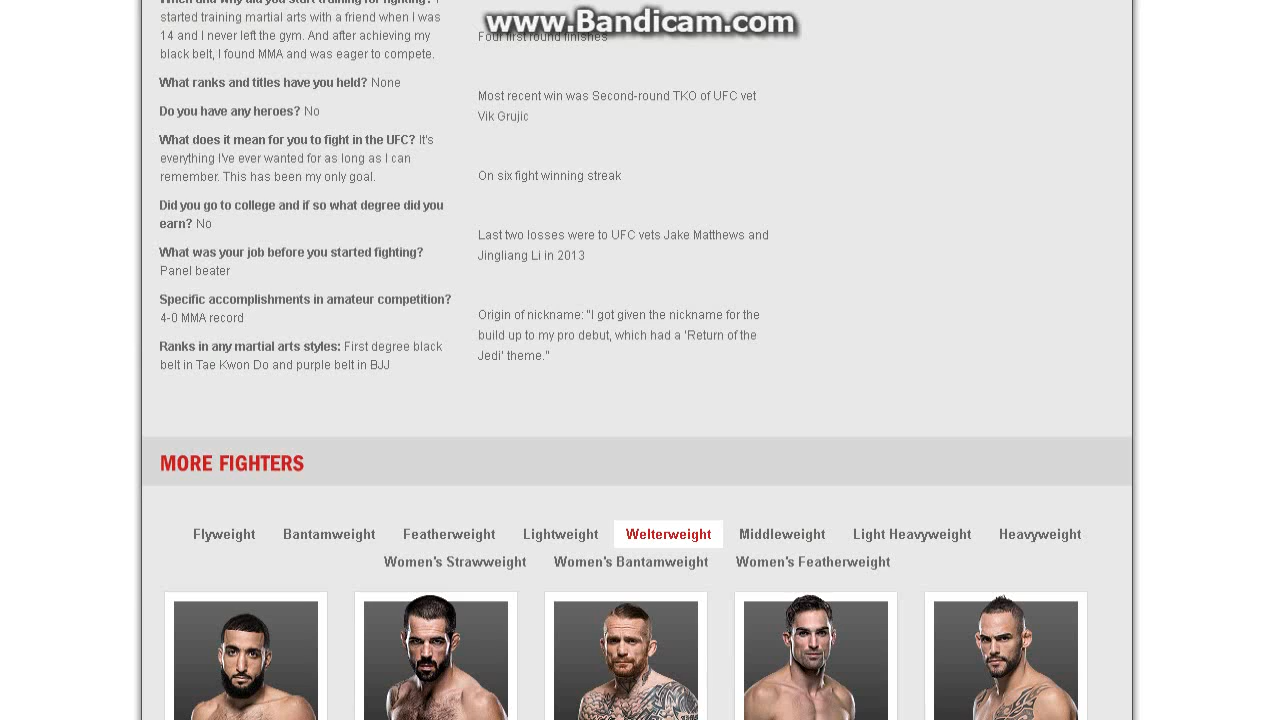 www.Bandicam.com
When and why did you start training for fighting? I
started training martial arts with a friend when I was
14 and I never left the gym. And after achieving my
black belt, I found MMA and was eager to compete.
What ranks and titles have you held? None
Do you have any heroes? No
What does it mean for you to fight in the UFC? It's
everything I've ever wanted for as long as I can
remember. This has been my only goal.
Did you go to college and if so what degree did you
earn? No
What was your job before you started fighting?
Panel beater
Specific accomplishments in amateur competition?
4-0 MMA record
Ranks in any martial arts styles: First degree black
belt in Tae Kwon Do and purple belt in BJJ
Four first round finishes
Most recent win was Second-round TKO of UFC vet
Vik Grujic
On six fight winning streak
Last two losses were to UFC vets Jake Matthews and
Jingliang Li in 2013
Origin of nickname: "I got given the nickname for the
build up to my pro debut, which had a 'Return of the
Jedi' theme."
MORE FIGHTERS
Flyweight Bantamweight Featherweight Lightweight Welterweight Middleweight Light Heavyweight Heavyweight
Women's Strawweight Women's Bantamweight Women's Featherweight